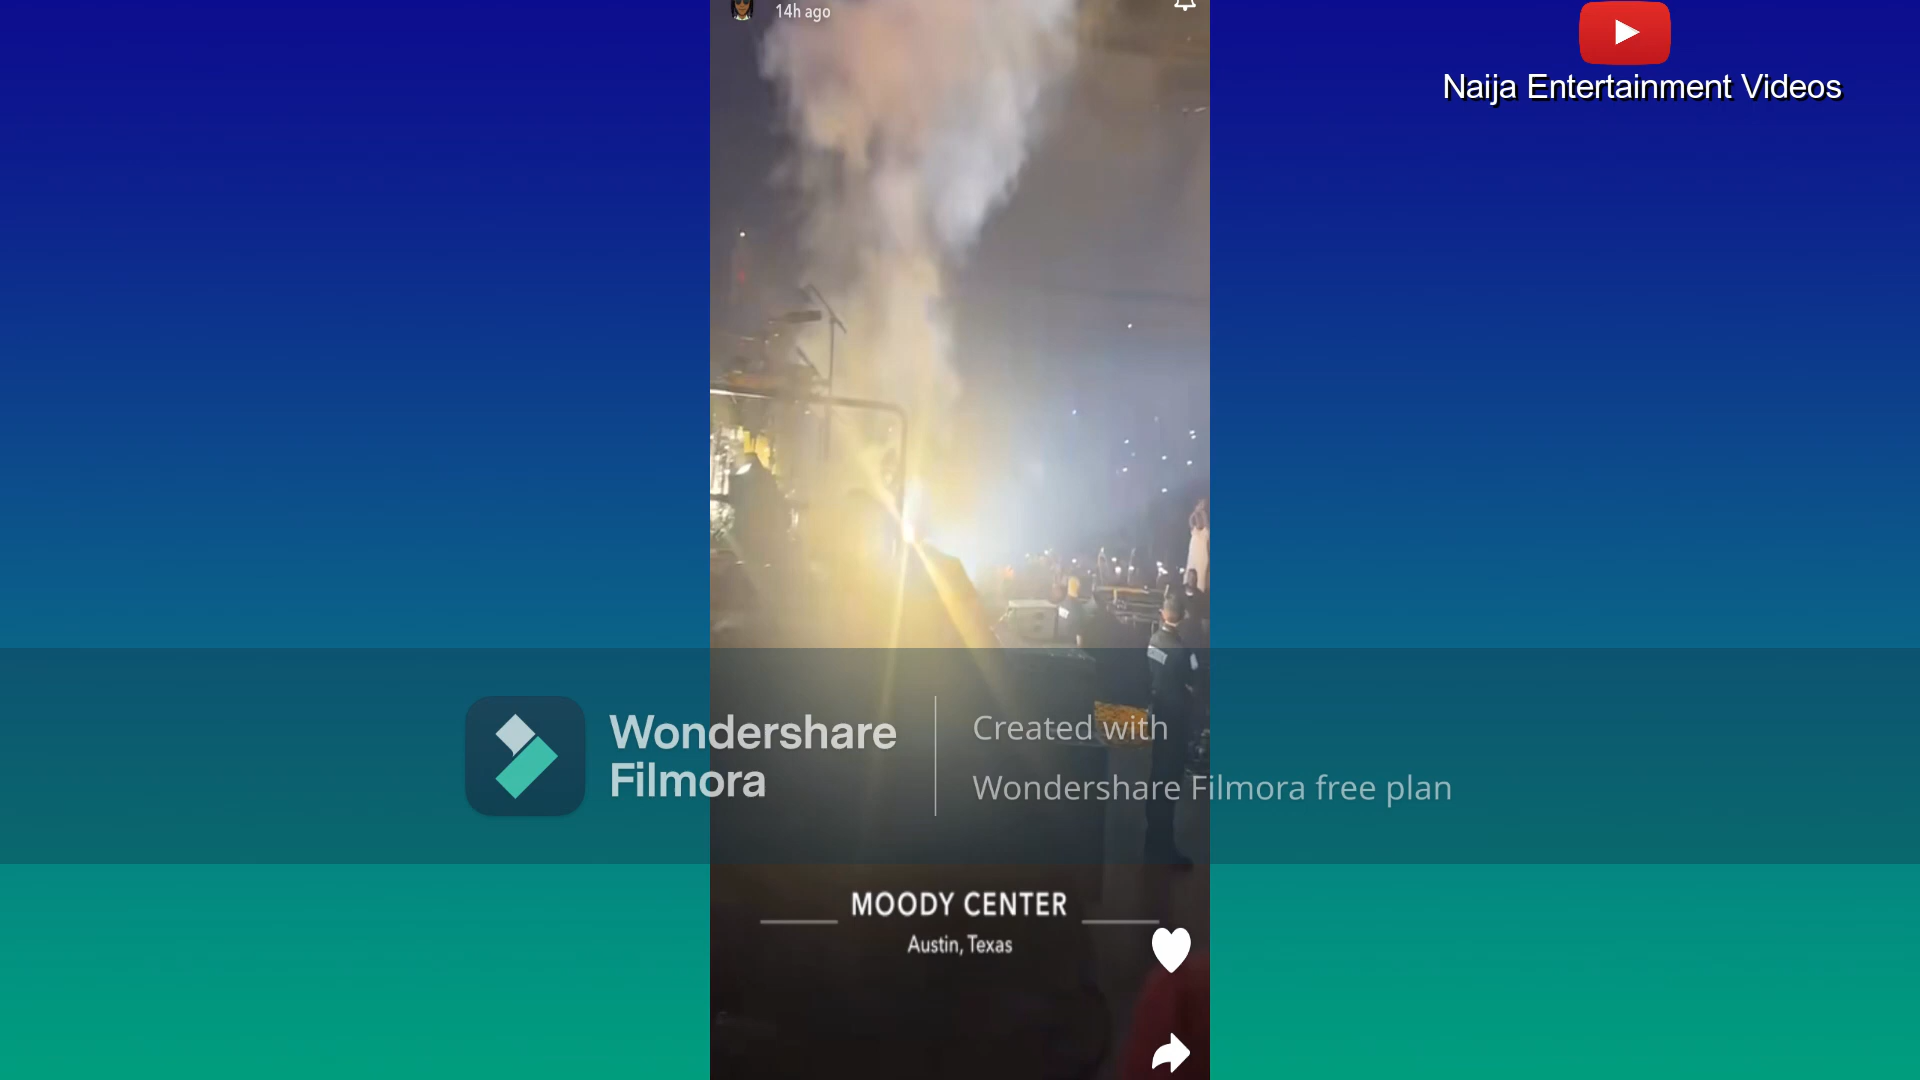 14h ago
Naija Entertainment Videos
Wondershare
Filmora
Created with
Wondershare Filmora free plan
MOODY CENTER
Austin, Texas